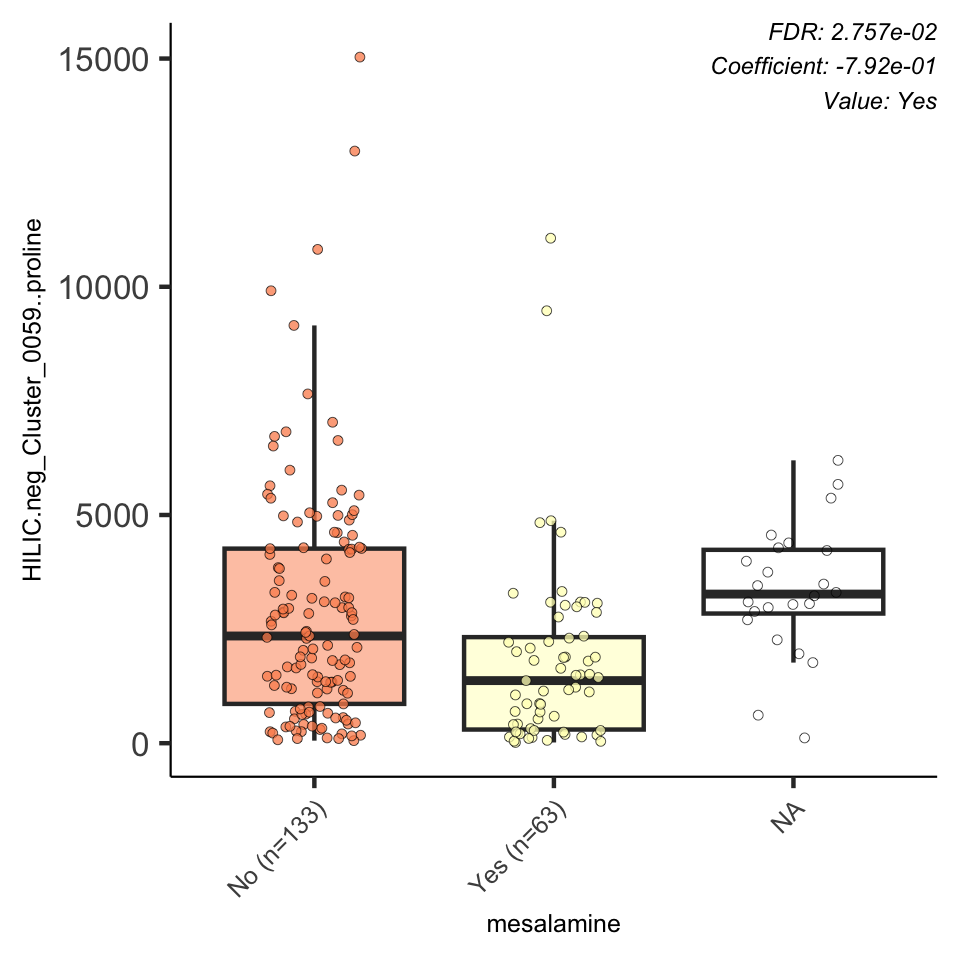 FDR: 2.757e-02
Coefficient: -7.92e-01
Value: Yes
HILIC.neg_Cluster_0059..proline
15000
10000
5000
0
No (n=133)
Yes (n=63)
NA
mesalamine